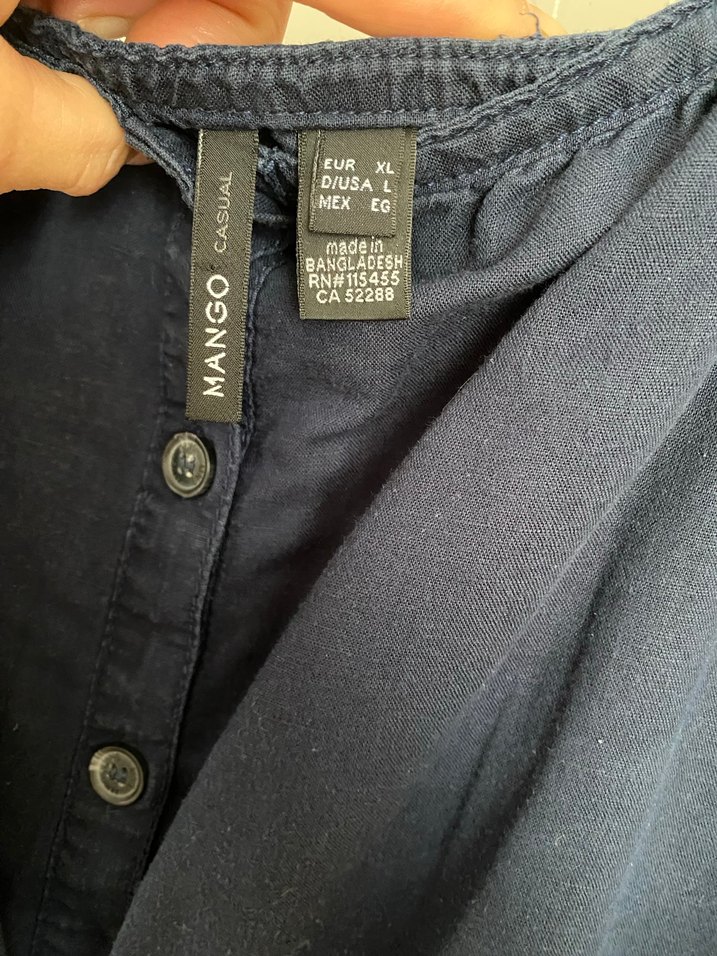 MANGO CASUAL
EUR XL
D/USA L
MEX EG
made in
BANGLADESH
RN#115455
CA 52288